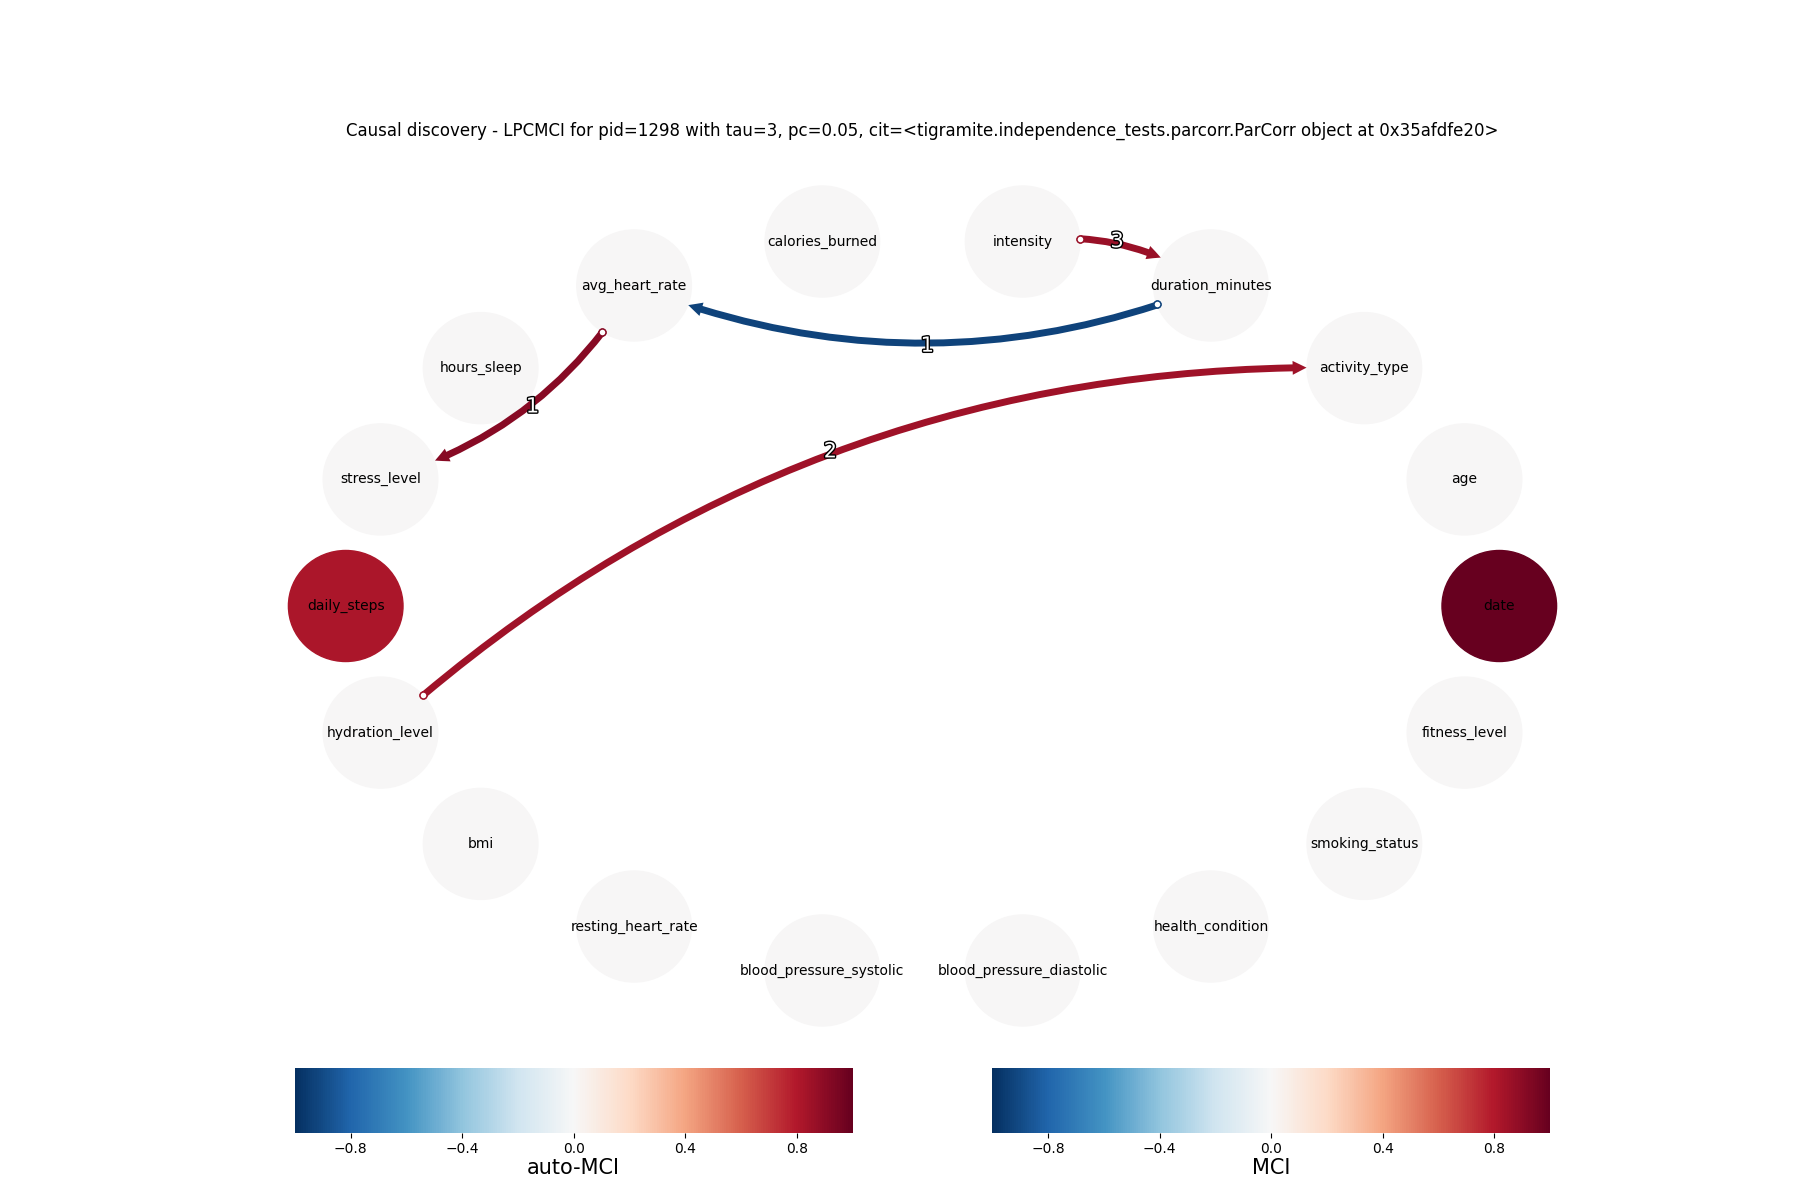 Causal discovery - LPCMCI for pid=1298 with tau=3, pc=0.05, cit=<tigramite.independence_tests.parcorr.ParCorr object at 0x35afdfe20>
calories_burned
intensity
3
avg_heart_rate
duration_minutes
1
hours_sleep
activity_type
1
2
stress_level
age
daily_steps
date
hydration_level
fitness_level
bmi
smoking_status
resting_heart_rate
health_condition
blood_pressure_systolic
blood_pressure_diastolic
−0.8 −0.4 0.0 0.4 0.8
auto-MCI
−0.8 −0.4 0.0 0.4 0.8
MCI